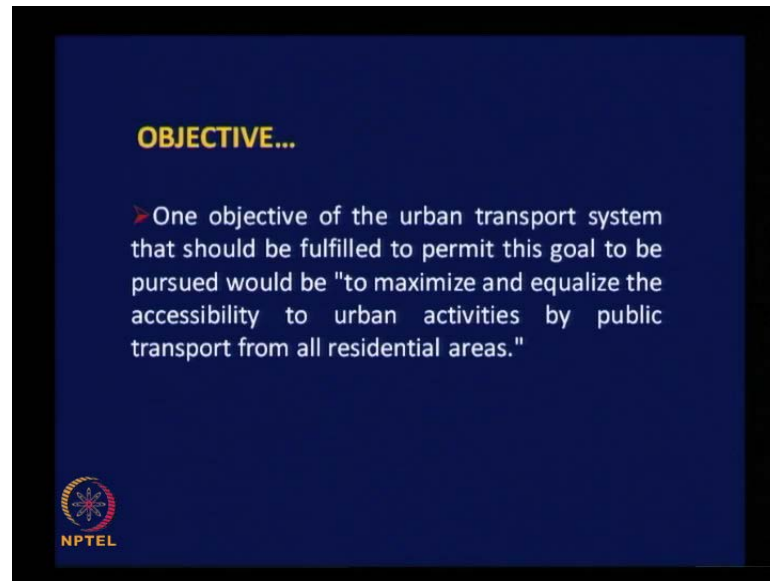 OBJECTIVE...
➤One objective of the urban transport system
that should be fulfilled to permit this goal to be
pursued would be "to maximize and equalize the
accessibility to urban activities by public
transport from all residential areas."
NPTEL